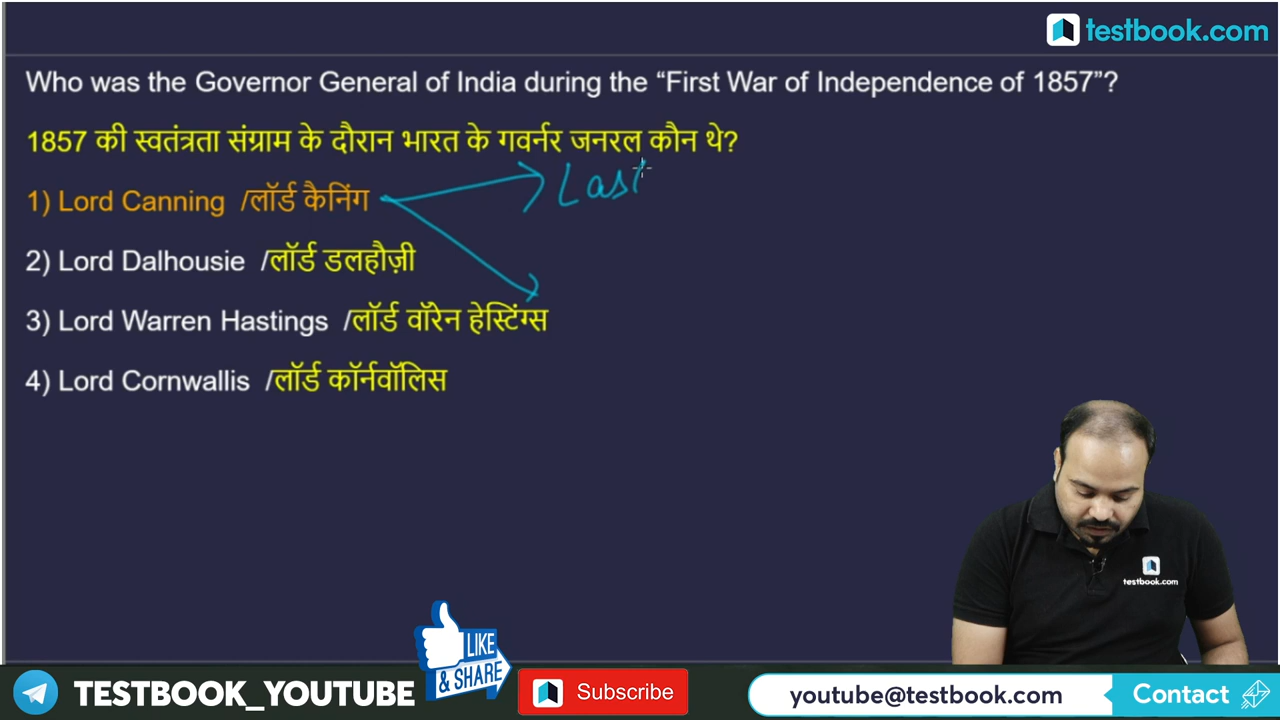 testbook.com
Who was the Governor General of India during the “First War of Independence of 1857”?
1857 की स्वतंत्रता संग्राम के दौरान भारत के गवर्नर जनरल कौन थे?
1) Lord Canning /लॉर्ड कैनिंग
Last
2) Lord Dalhousie /लॉर्ड डलहौज़ी
3) Lord Warren Hastings /लॉर्ड वॉरेन हेस्टिंग्स
4) Lord Cornwallis /लॉर्ड कॉर्नवॉलिस
testbook.com
LIKE
& SHARE
TESTBOOK_YOUTUBE
Subscribe
youtube@testbook.com
Contact